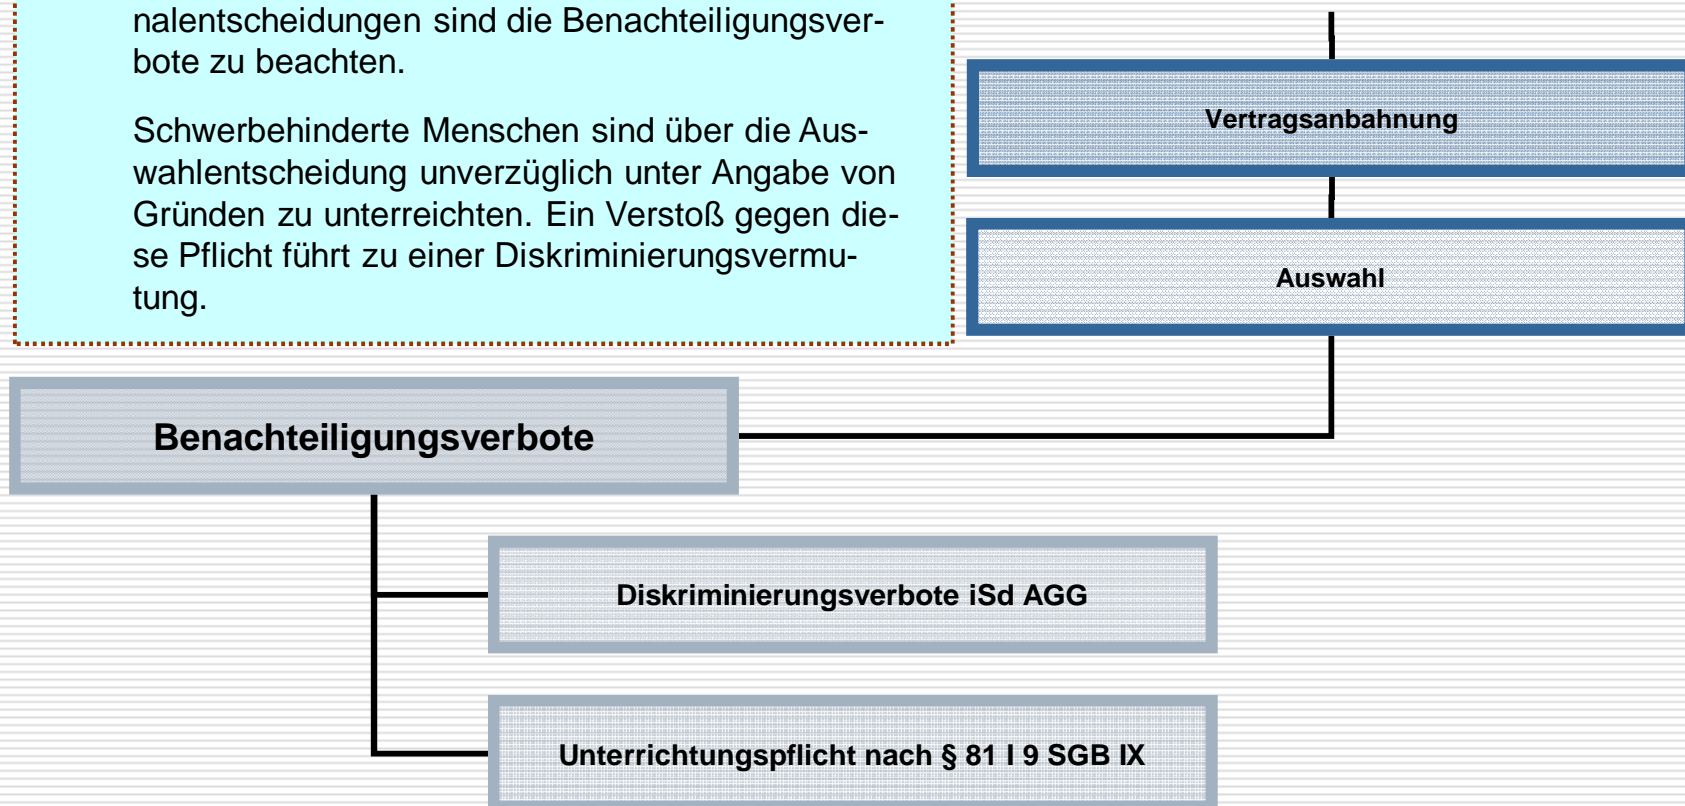 nalentscheidungen sind die Benachteiligungsver-
bote zu beachten.
Schwerbehinderte Menschen sind über die Aus-
wahlentscheidung unverzüglich unter Angabe von
Gründen zu unterreichten. Ein Verstoß gegen die-
se Pflicht führt zu einer Diskriminierungsvermu-
tung.
Vertragsanbahnung
Auswahl
Benachteiligungsverbote
Diskriminierungsverbote iSd AGG
Unterrichtungspflicht nach § 81 I 9 SGB IX